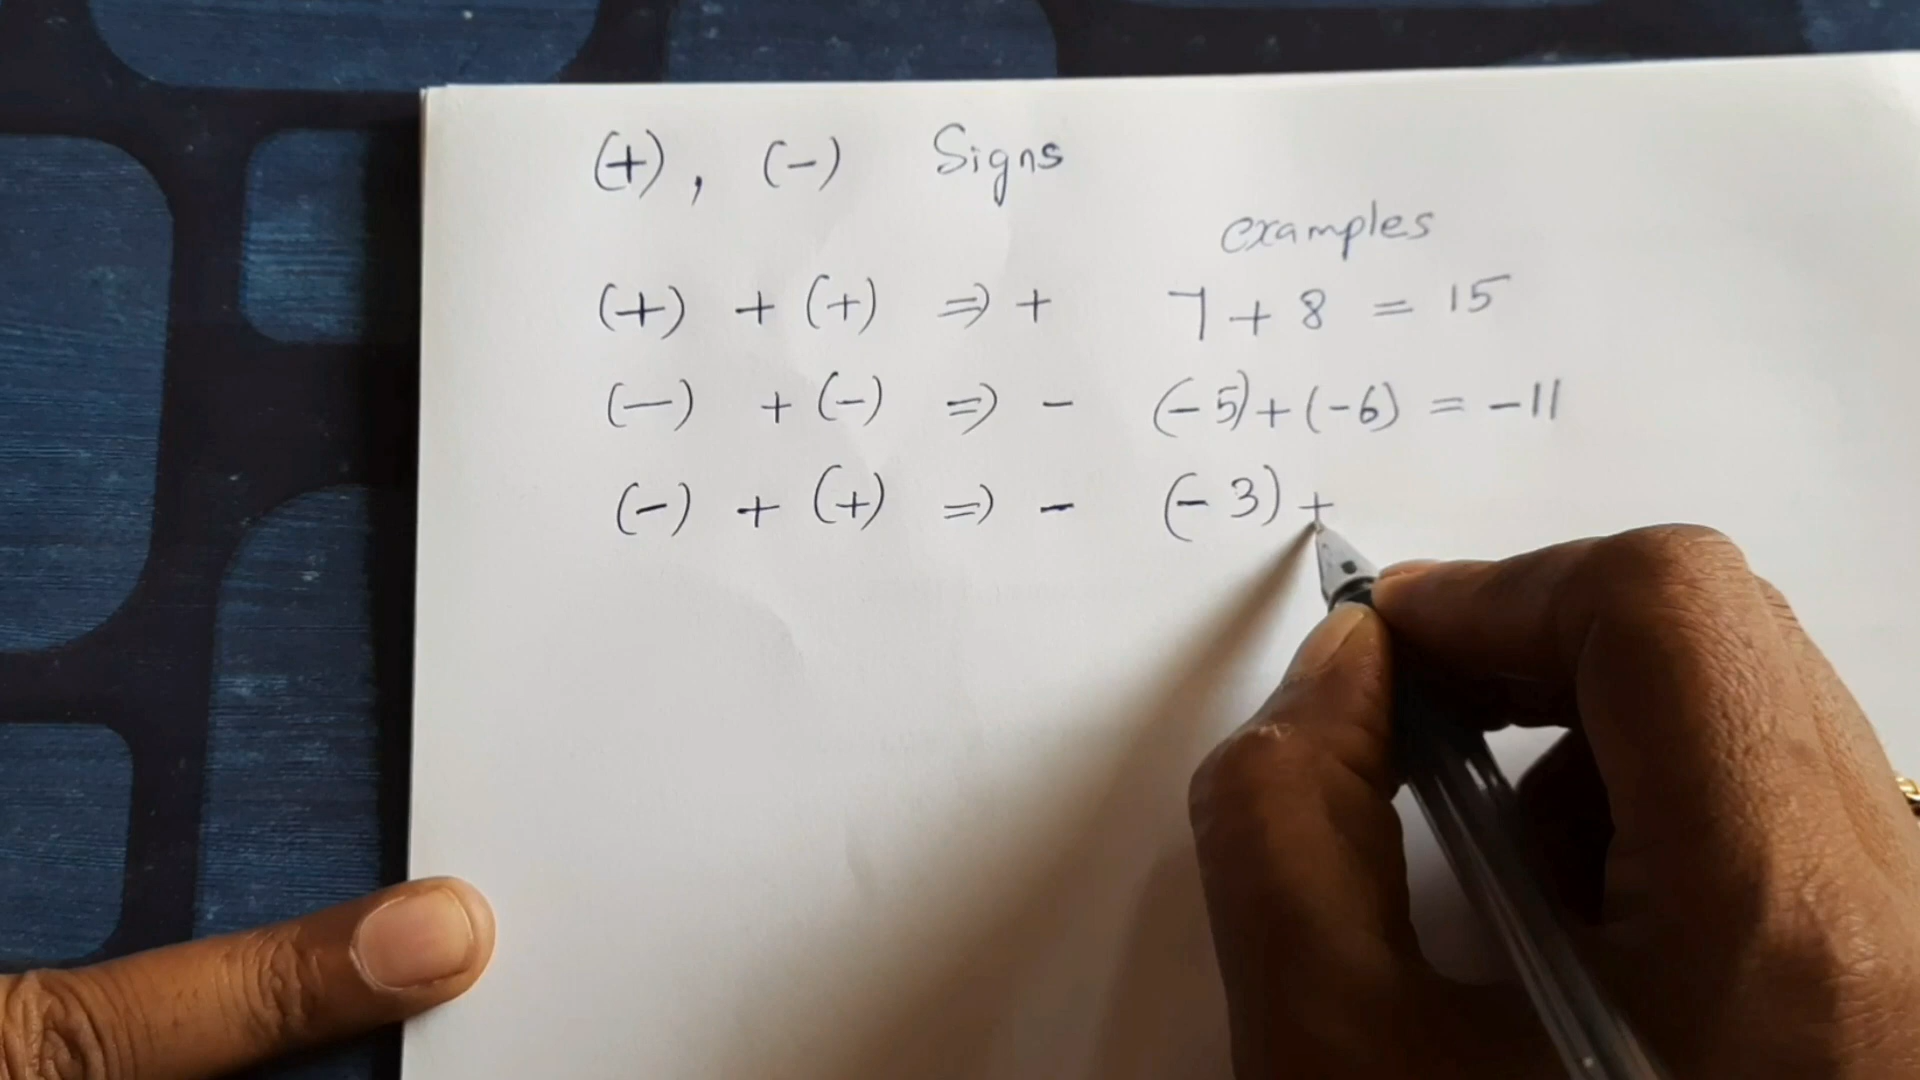 (+), (-) Signs
examples
(+) + (+) ⇒ + 7 + 8 = 15
(-) + (-) ⇒ - (-5)+(-6) = -11
(-) + (+) ⇒ - (-3) +